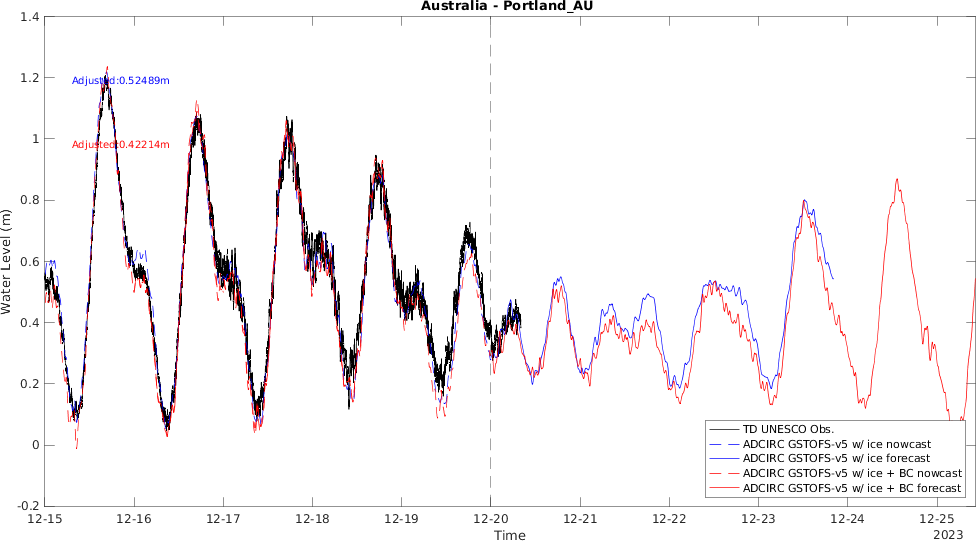 Australia - Portland_AU
1.4
1.2
1
0.8
0.6
0.4
0.2
0
-0.2
Water Level (m)
Adjusted:0.52489m
Adjusted:0.42214m
TD UNESCO Obs.
ADCIRC GSTOFS-v5 w/ ice nowcast
ADCIRC GSTOFS-v5 w/ ice forecast
ADCIRC GSTOFS-v5 w/ ice + BC nowcast
ADCIRC GSTOFS-v5 w/ ice + BC forecast
12-15 12-16 12-17 12-18 12-19 12-20 12-21 12-22 12-23 12-24 12-25
Time
2023